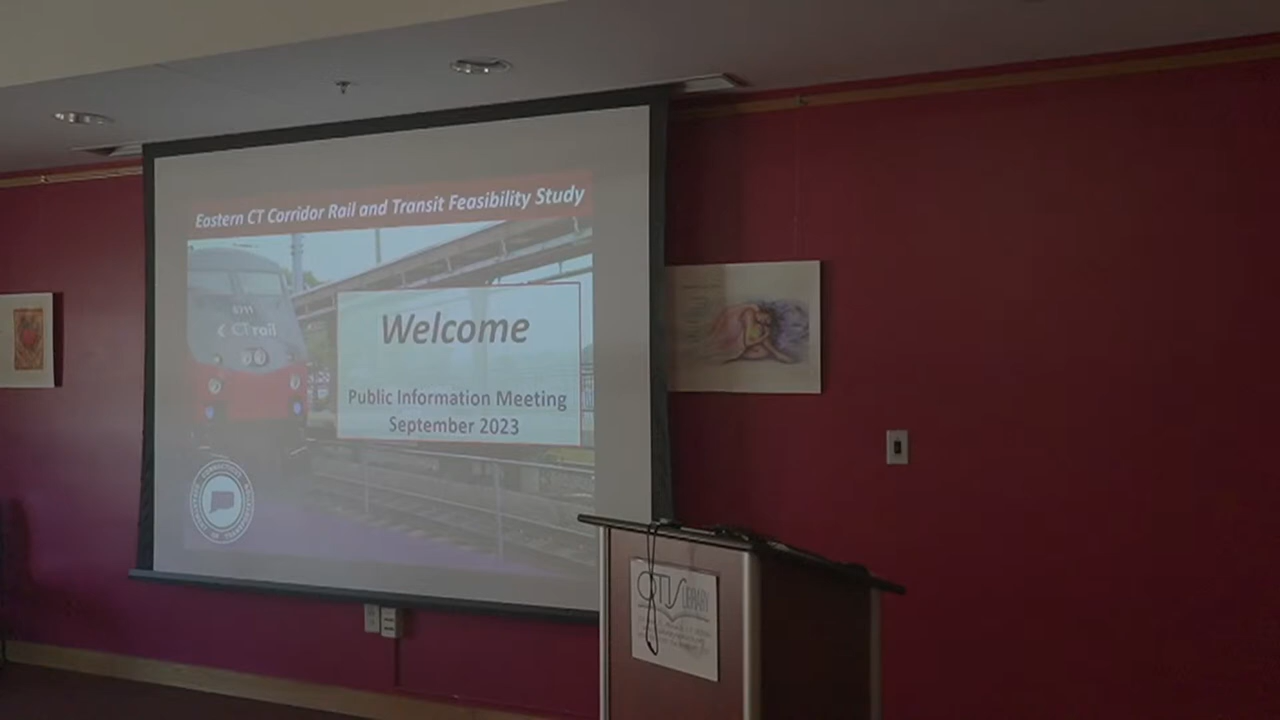 Eastern CT Corridor Rail and Transit Feasibility Study
CTrail
Welcome
Public Information Meeting
September 2023
OTIS LIBRARY